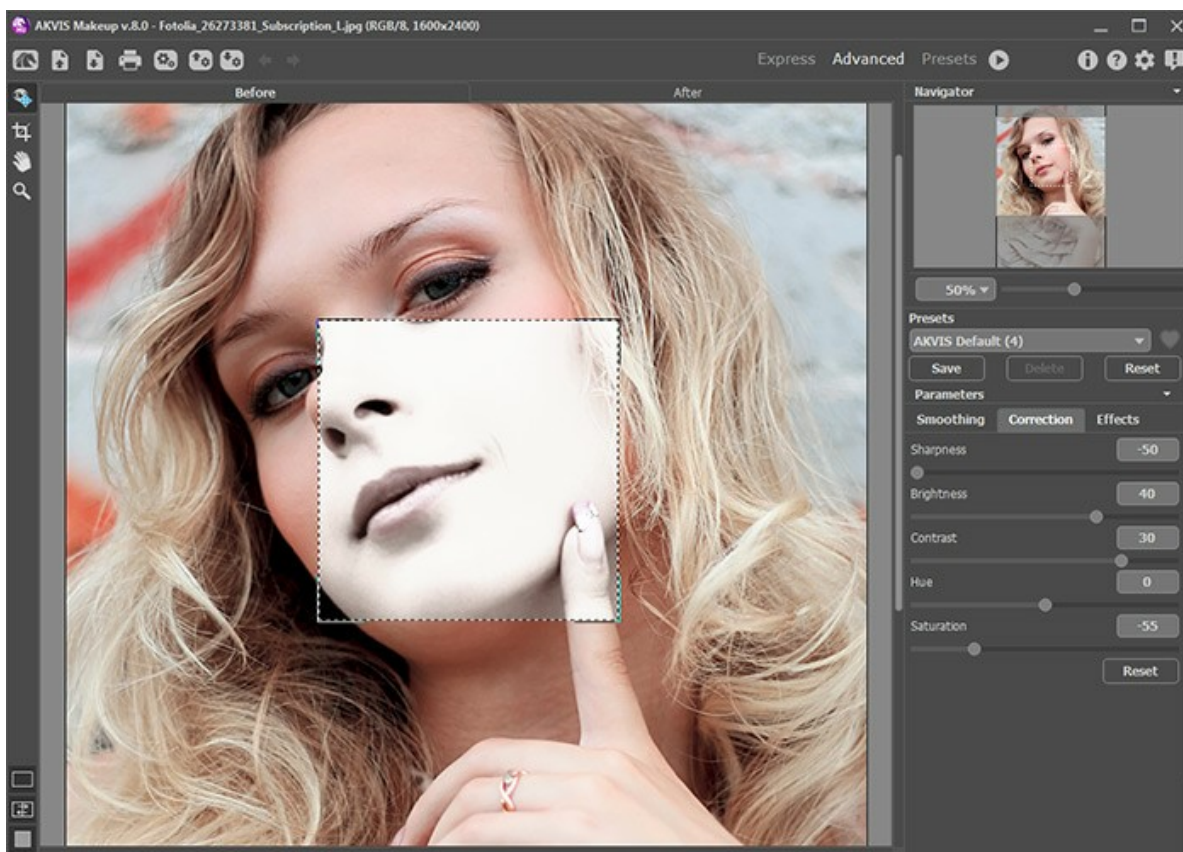 AKVIS Makeup v.8.0 - Fotolia_26273381_Subscription_L.jpg (RGB/8, 1600x2400)
Express Advanced Presets
Before After
Navigator
50%
Presets
AKVIS Default (4)
Save Delete Reset
Parameters
Smoothing Correction Effects
Sharpness -50
Brightness 40
Contrast 30
Hue 0
Saturation -55
Reset